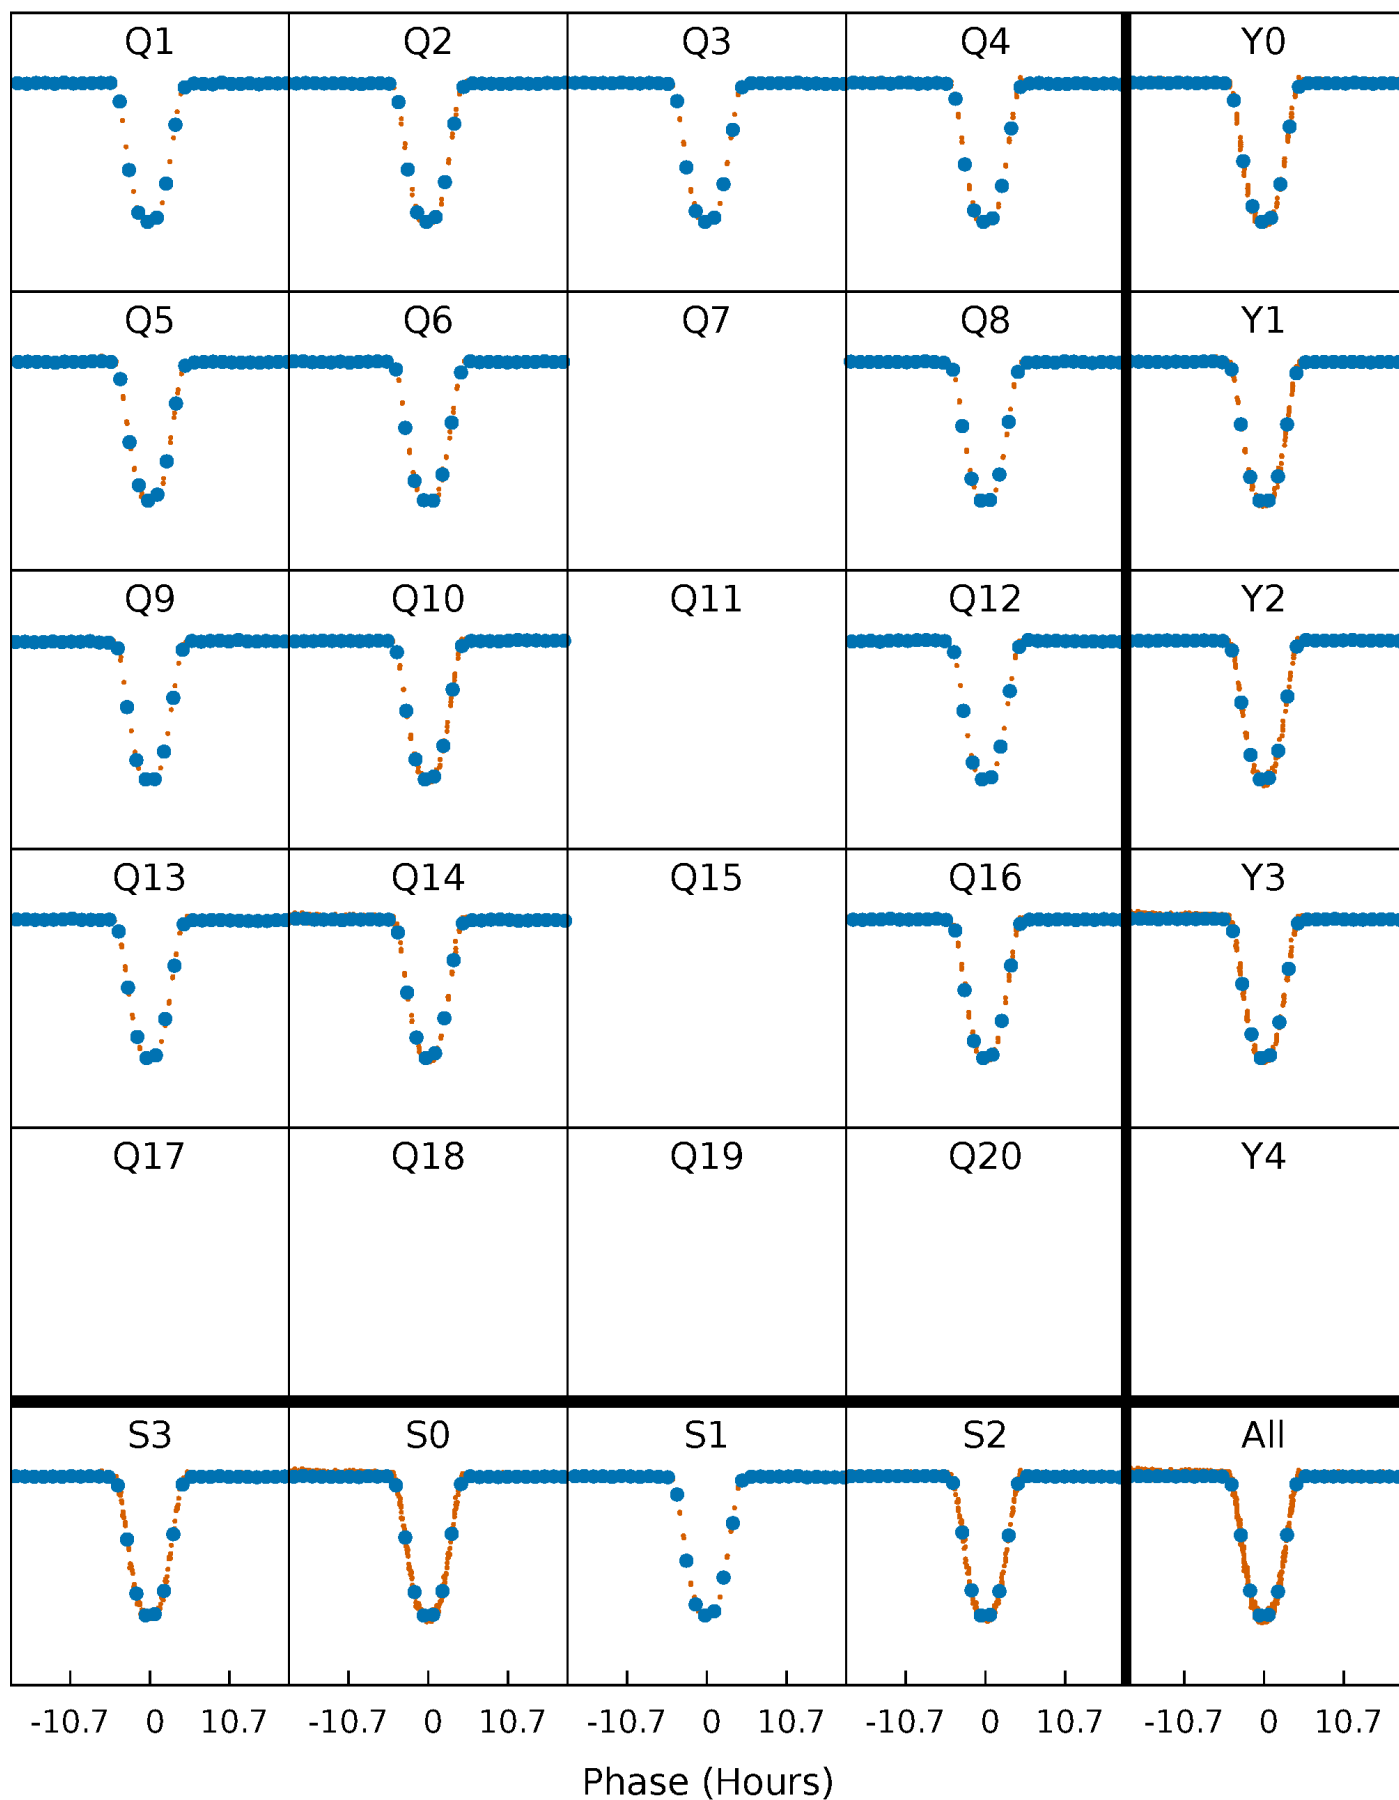 Q1 Q2 Q3 Q4 Y0
Q5 Q6 Q7 Q8 Y1
Q9 Q10 Q11 Q12 Y2
Q13 Q14 Q15 Q16 Y3
Q17 Q18 Q19 Q20 Y4
S3 S0 S1 S2 All
-10.7 0 10.7 -10.7 0 10.7 -10.7 0 10.7 -10.7 0 10.7 -10.7 0 10.7
Phase (Hours)